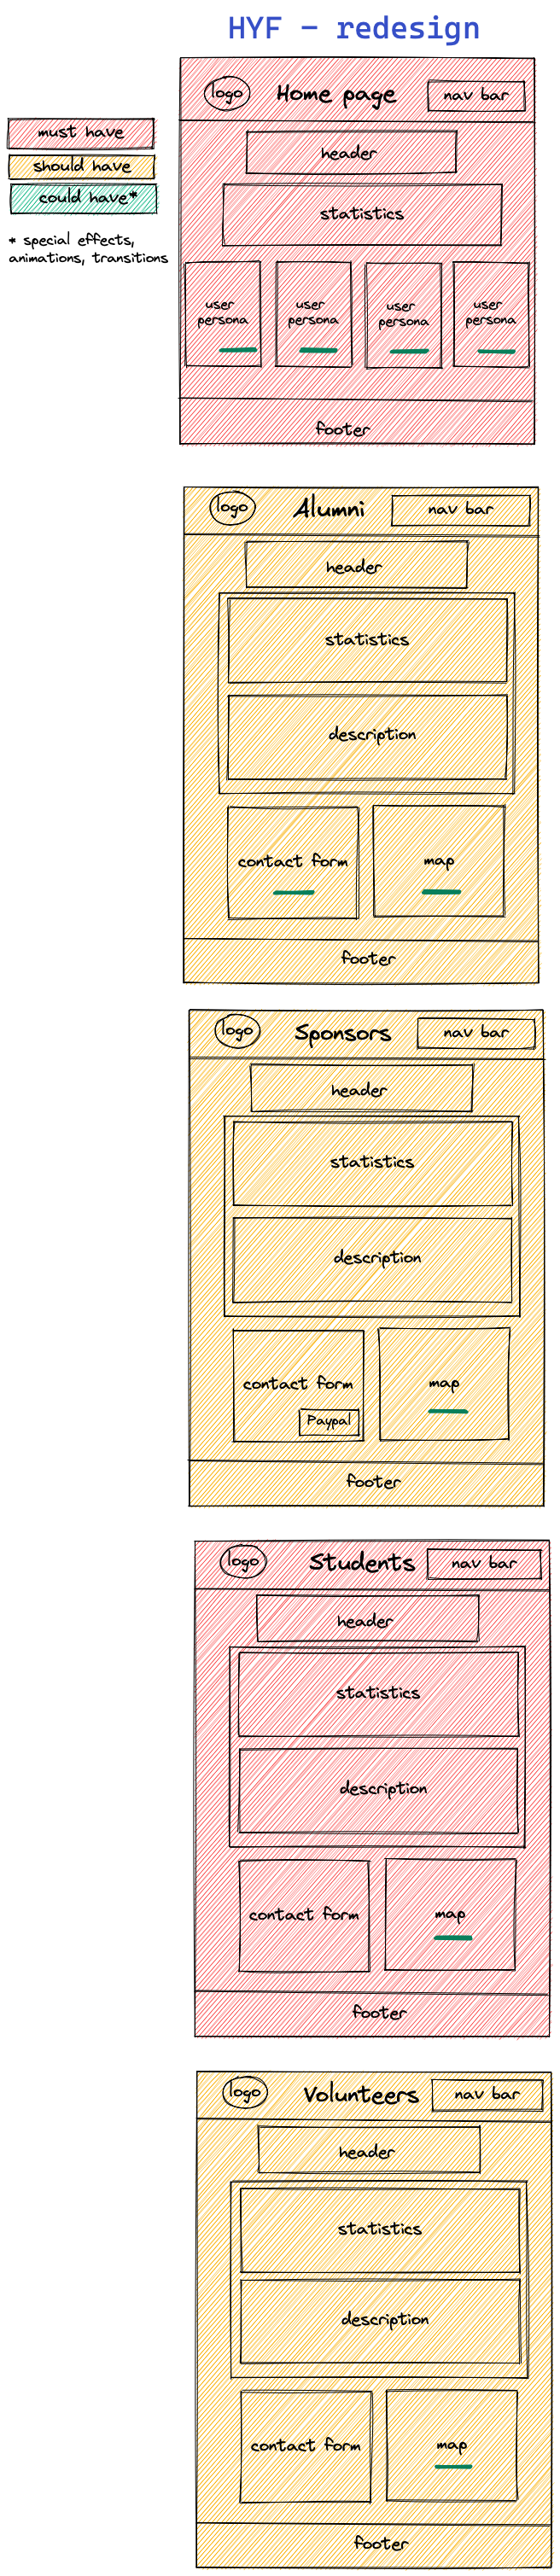 HYF - redesign
logo
Home page
nav bar
must have
should have
could have*
* special effects,
animations, transitions
header
statistics
user
persona
user
persona
user
persona
user
persona
footer
logo
Alumni
nav bar
header
statistics
description
contact form
map
footer
logo
Sponsors
nav bar
header
statistics
description
contact form
Paypal
map
footer
logo
Students
nav bar
header
statistics
description
contact form
map
footer
logo
Volunteers
nav bar
header
statistics
description
contact form
map
footer